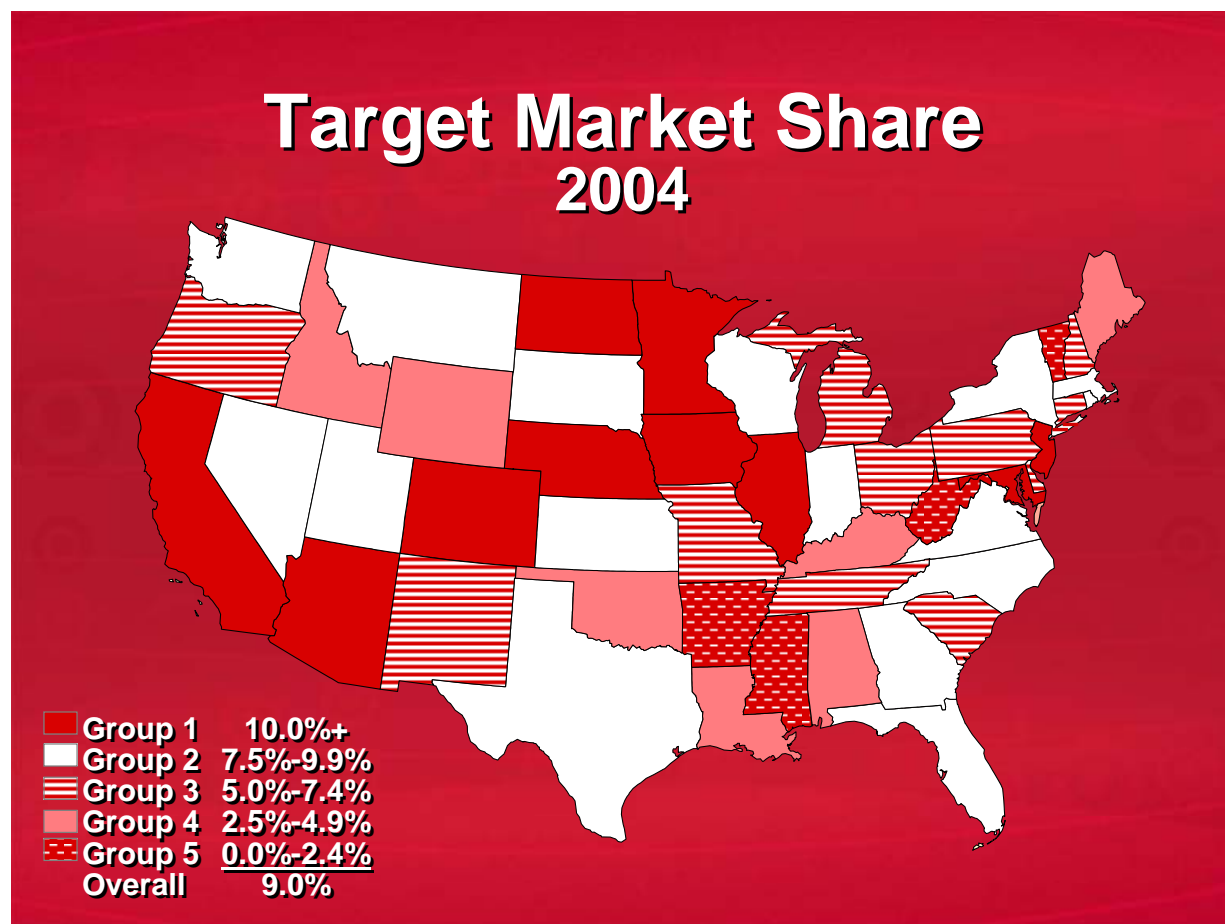 Target Market Share
2004
Group 1 10.0%+
Group 2 7.5%-9.9%
Group 3 5.0%-7.4%
Group 4 2.5%-4.9%
Group 5 0.0%-2.4%
Overall 9.0%